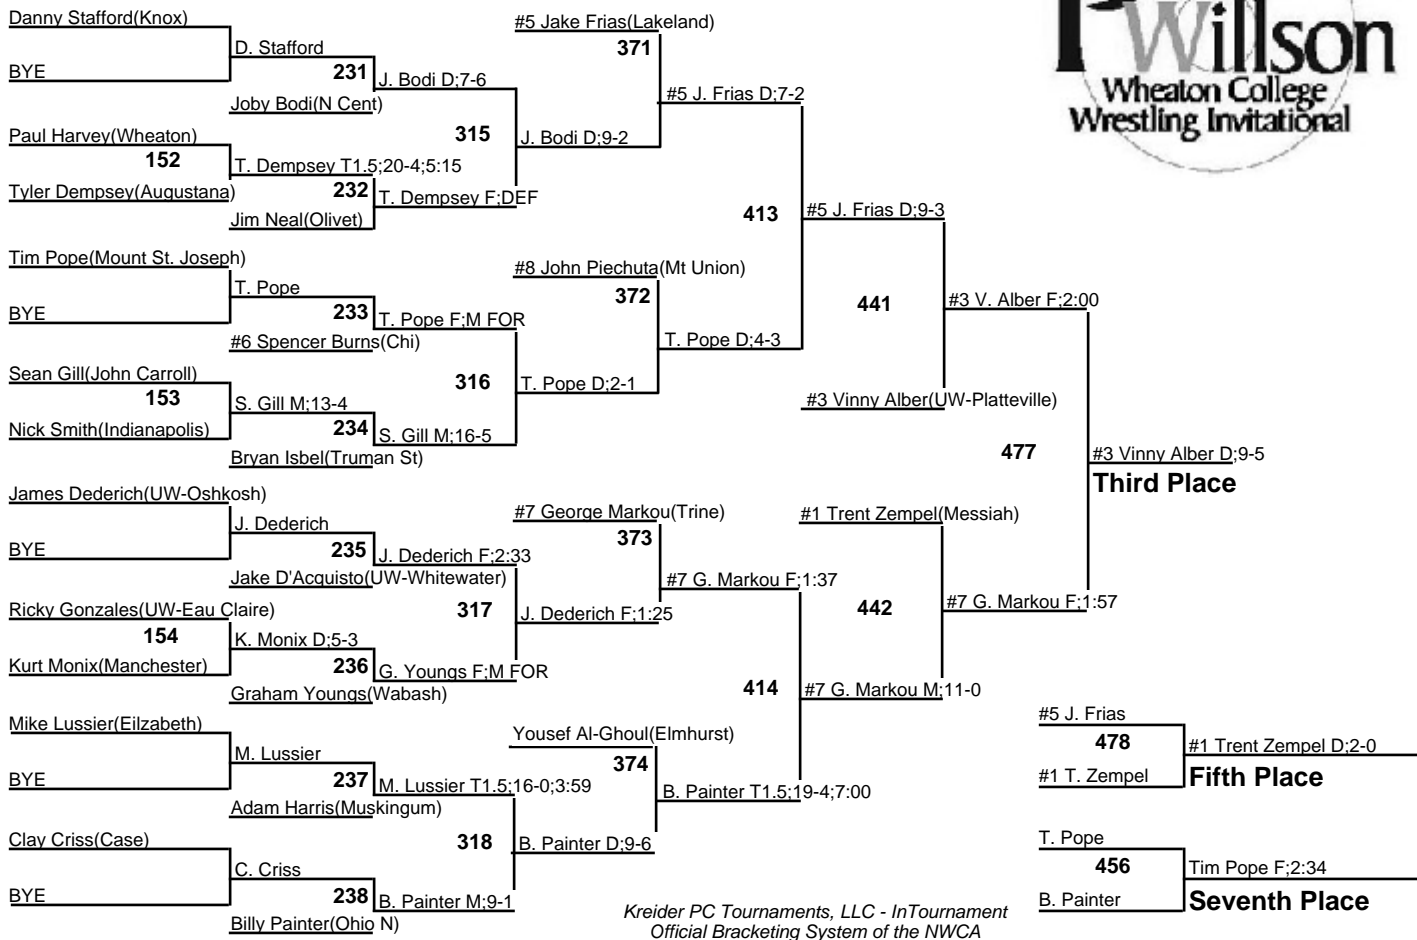 Danny Stafford(Knox)
BYE
D. Stafford
231
Joby Bodi(N Cent)
J. Bodi D;7-6
Paul Harvey(Wheaton)
152
Tyler Dempsey(Augustana)
T. Dempsey T1.5;20-4;5:15
232
Jim Neal(Olivet)
T. Dempsey F;DEF
315
J. Bodi D;9-2
#5 Jake Frias(Lakeland)
371
#5 J. Frias D;7-2
Tim Pope(Mount St. Joseph)
BYE
T. Pope
233
#6 Spencer Burns(Chi)
T. Pope F;M FOR
Sean Gill(John Carroll)
153
Nick Smith(Indianapolis)
S. Gill M;13-4
234
Bryan Isbel(Truman St)
S. Gill M;16-5
316
T. Pope D;2-1
#8 John Piechuta(Mt Union)
372
T. Pope D;4-3
413
#5 J. Frias D;9-3
441
#3 Vinny Alber(UW-Platteville)
#3 V. Alber F;2:00
James Dederich(UW-Oshkosh)
BYE
J. Dederich
235
Jake D'Acquisto(UW-Whitewater)
J. Dederich F;2:33
Ricky Gonzales(UW-Eau Claire)
154
Kurt Monix(Manchester)
K. Monix D;5-3
236
Graham Youngs(Wabash)
G. Youngs F;M FOR
317
J. Dederich F;1:25
#7 George Markou(Trine)
373
#7 G. Markou F;1:37
Mike Lussier(Eilzabeth)
BYE
M. Lussier
237
Adam Harris(Muskingum)
M. Lussier T1.5;16-0;3:59
Clay Criss(Case)
BYE
C. Criss
238
Billy Painter(Ohio N)
B. Painter M;9-1
318
B. Painter D;9-6
Yousef Al-Ghoul(Elmhurst)
374
B. Painter T1.5;19-4;7:00
414
#7 G. Markou M;11-0
#1 Trent Zempel(Messiah)
442
#7 G. Markou F;1:57
477
#3 Vinny Alber D;9-5
Third Place
#5 J. Frias
478
#1 T. Zempel
#1 Trent Zempel D;2-0
Fifth Place
T. Pope
456
B. Painter
Tim Pope F;2:34
Seventh Place
Willson
Wheaton College
Wrestling Invitational
Kreider PC Tournaments, LLC - InTournament
Official Bracketing System of the NWCA